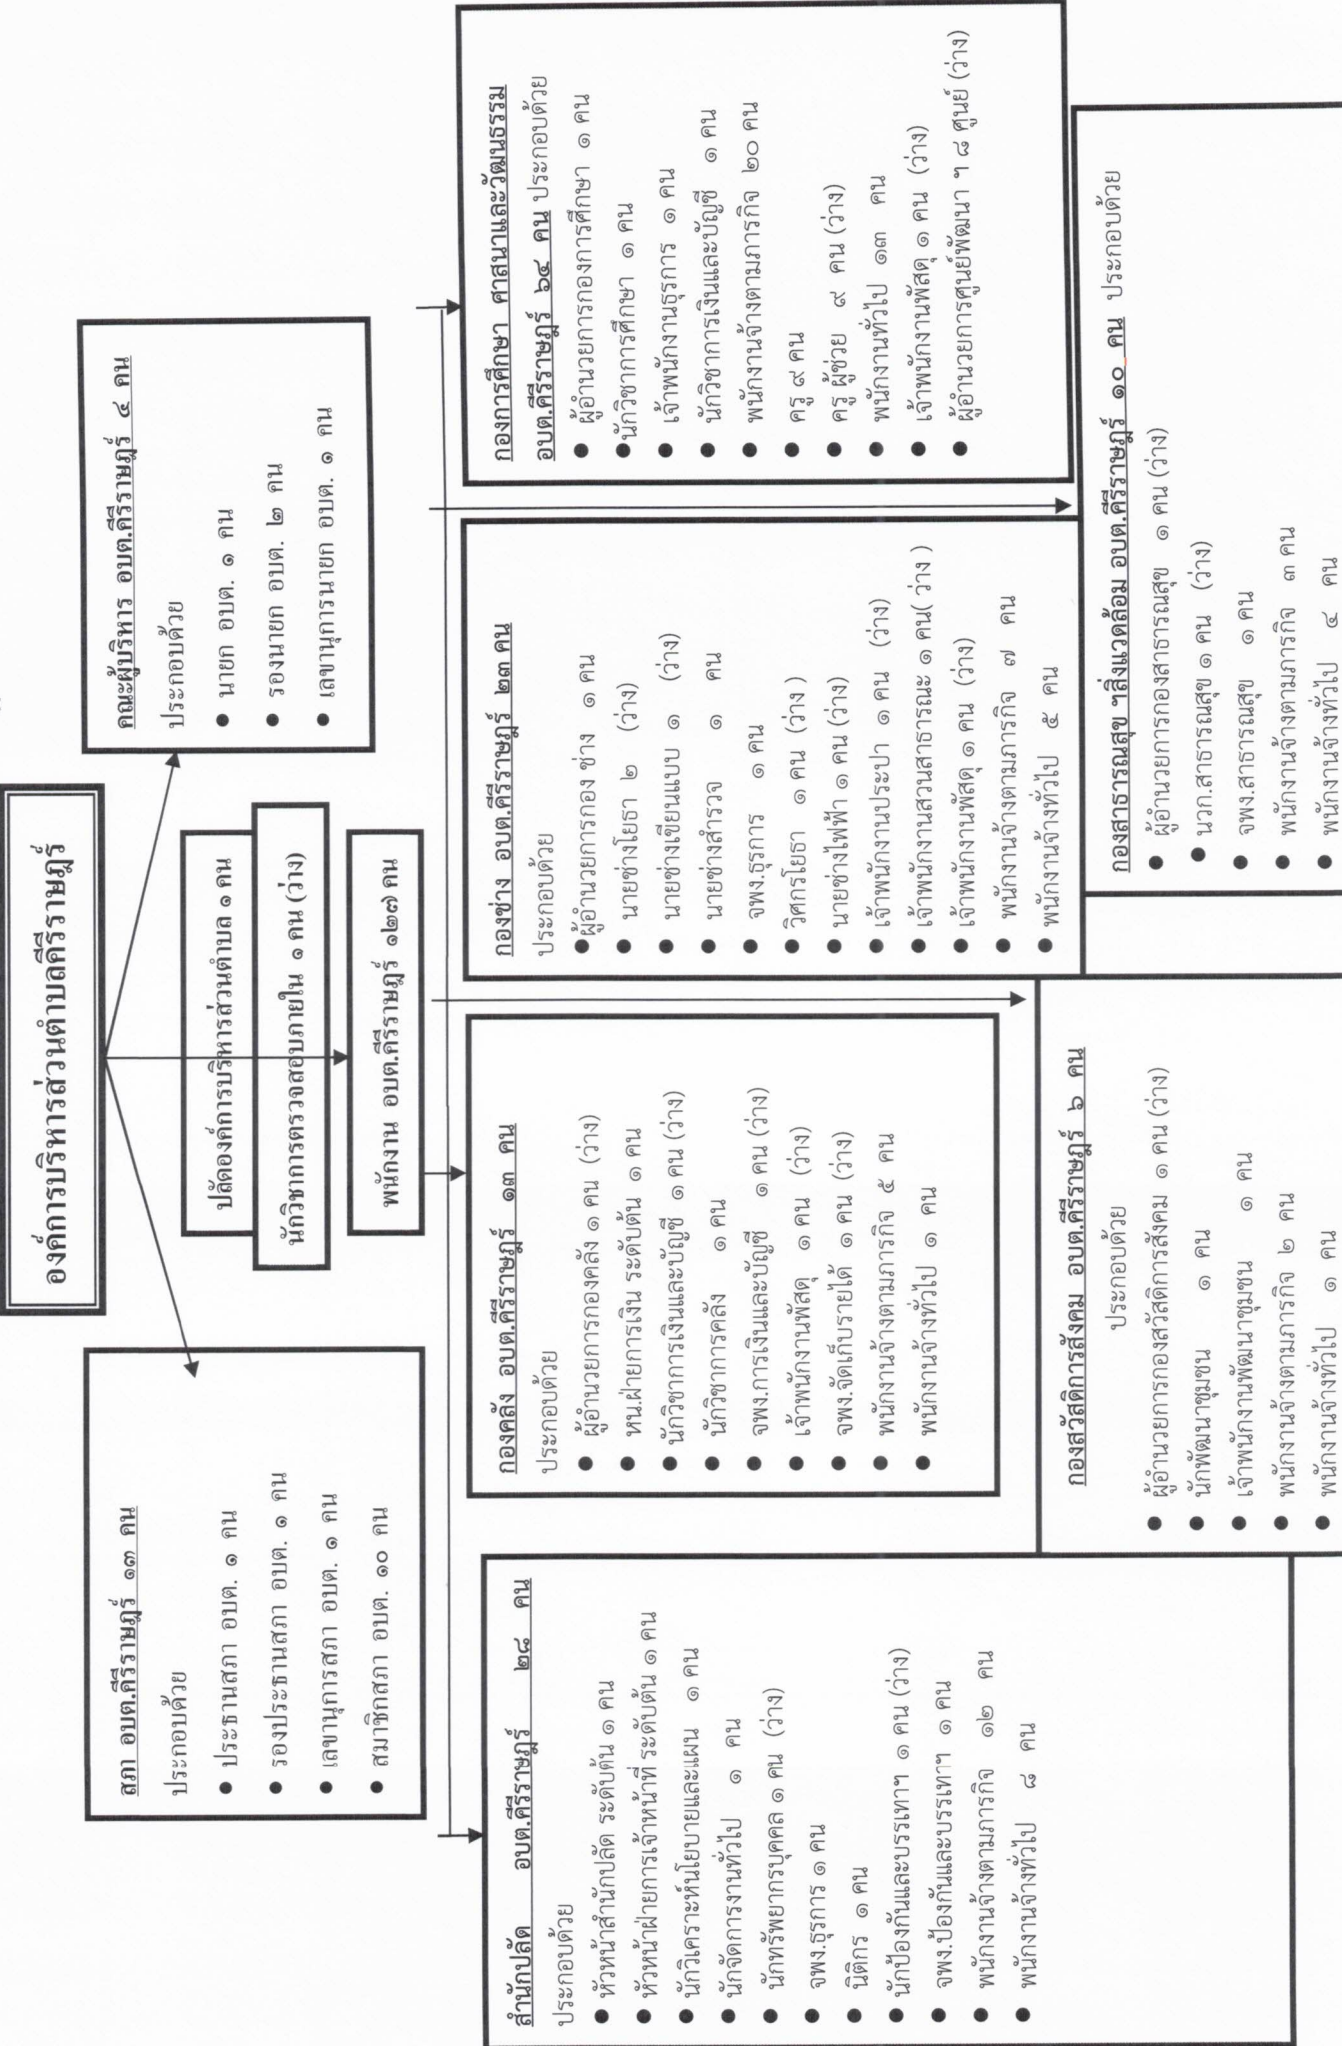 องค์การบริหารส่วนตำบลคีรีราษฎร์
สภา อบต.คีรีราษฎร์ ๑๓ คน
ประกอบด้วย
● ประธานสภา อบต. ๑ คน
● รองประธานสภา อบต. ๑ คน
● เลขานุการสภา อบต. ๑ คน
● สมาชิกสภา อบต. ๑๐ คน
ปลัดองค์การบริหารส่วนตำบล ๑ คน
นักวิชาการตรวจสอบภายใน ๑ คน (ว่าง)
พนักงาน อบต.คีรีราษฎร์ ๑๒๗ คน
คณะผู้บริหาร อบต.คีรีราษฎร์ ๔ คน
ประกอบด้วย
● นายก อบต. ๑ คน
● รองนายก อบต. ๒ คน
● เลขานุการนายก อบต. ๑ คน
สำนักปลัด อบต.คีรีราษฎร์ ๒๘ คน
ประกอบด้วย
● หัวหน้าสำนักปลัด ระดับต้น ๑ คน
● หัวหน้าฝ่ายการเจ้าหน้าที่ ระดับต้น ๑ คน
● นักวิเคราะห์นโยบายและแผน ๑ คน
● นักจัดการงานทั่วไป ๑ คน
● นักทรัพยากรบุคคล ๑ คน (ว่าง)
● จพง.ธุรการ ๑ คน
● นิติกร ๑ คน
● นักป้องกันและบรรเทาฯ ๑ คน (ว่าง)
● จพง.ป้องกันและบรรเทาฯ ๑ คน
● พนักงานจ้างตามภารกิจ ๑๒ คน
● พนักงานจ้างทั่วไป ๘ คน
กองคลัง อบต.คีรีราษฎร์ ๑๓ คน
ประกอบด้วย
● ผู้อำนวยการกองคลัง ๑ คน (ว่าง)
● หน.ฝ่ายการเงิน ระดับต้น ๑ คน
● นักวิชาการเงินและบัญชี ๑ คน (ว่าง)
● นักวิชาการคลัง ๑ คน
● จพง.การเงินและบัญชี ๑ คน (ว่าง)
● เจ้าพนักงานพัสดุ ๑ คน (ว่าง)
● จพง.จัดเก็บรายได้ ๑ คน (ว่าง)
● พนักงานจ้างตามภารกิจ ๕ คน
● พนักงานจ้างทั่วไป ๑ คน
กองช่าง อบต.คีรีราษฎร์ ๒๓ คน
ประกอบด้วย
● ผู้อำนวยการกอง ช่าง ๑ คน
● นายช่างโยธา ๒ (ว่าง)
● นายช่างเขียนแบบ ๑ (ว่าง)
● นายช่างสำรวจ ๑ คน
● จพง.ธุรการ ๑ คน
● วิศกรโยธา ๑ คน (ว่าง )
● นายช่างไฟฟ้า ๑ คน (ว่าง)
● เจ้าพนักงานประปา ๑ คน (ว่าง)
● เจ้าพนักงานสวนสาธารณะ ๑ คน( ว่าง )
● เจ้าพนักงานพัสดุ ๑ คน (ว่าง)
● พนักงานจ้างตามภารกิจ ๗ คน
● พนักงานจ้างทั่วไป ๕ คน
กองการศึกษา ศาสนาและวัฒนธรรม
อบต.คีรีราษฎร์ ๖๔ คน ประกอบด้วย
● ผู้อำนวยการกองการศึกษา ๑ คน
● นักวิชาการศึกษา ๑ คน
● เจ้าพนักงานธุรการ ๑ คน
● นักวิชาการเงินและบัญชี ๑ คน
● พนักงานจ้างตามภารกิจ ๒๐ คน
● ครู ๙ คน
● ครู ผู้ช่วย ๙ คน (ว่าง)
● พนักงานทั่วไป ๑๓ คน
● เจ้าพนักงานพัสดุ ๑ คน (ว่าง)
● ผู้อำนวยการศูนย์พัฒนา ฯ ๘ ศูนย์ (ว่าง)
กองสวัสดิการสังคม อบต.คีรีราษฎร์ ๖ คน
ประกอบด้วย
● ผู้อำนวยการกองสวัสดิการสังคม ๑ คน (ว่าง)
● นักพัฒนาชุมชน ๑ คน
● เจ้าพนักงานพัฒนาชุมชน ๑ คน
● พนักงานจ้างตามภารกิจ ๒ คน
● พนักงานจ้างทั่วไป ๑ คน
กองสาธารณสุข ฯสิ่งแวดล้อม อบต.คีรีราษฎร์ ๑๐ คน ประกอบด้วย
● ผู้อำนวยการกองสาธารณสุข ๑ คน (ว่าง)
● นวก.สาธารณสุข ๑ คน (ว่าง)
● จพง.สาธารณสุข ๑ คน
● พนักงานจ้างตามภารกิจ ๓ คน
● พนักงานจ้างทั่วไป ๔ คน